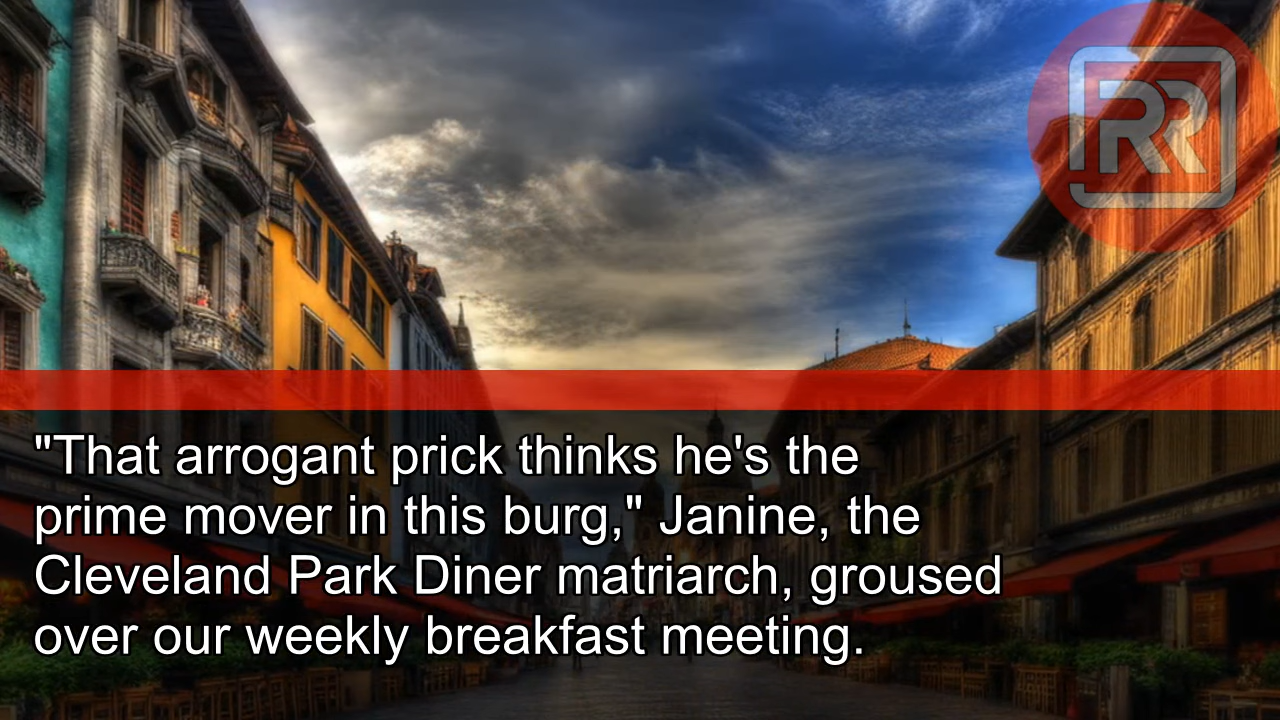 RR
"That arrogant prick thinks he's the
prime mover in this burg," Janine, the
Cleveland Park Diner matriarch, groused
over our weekly breakfast meeting.